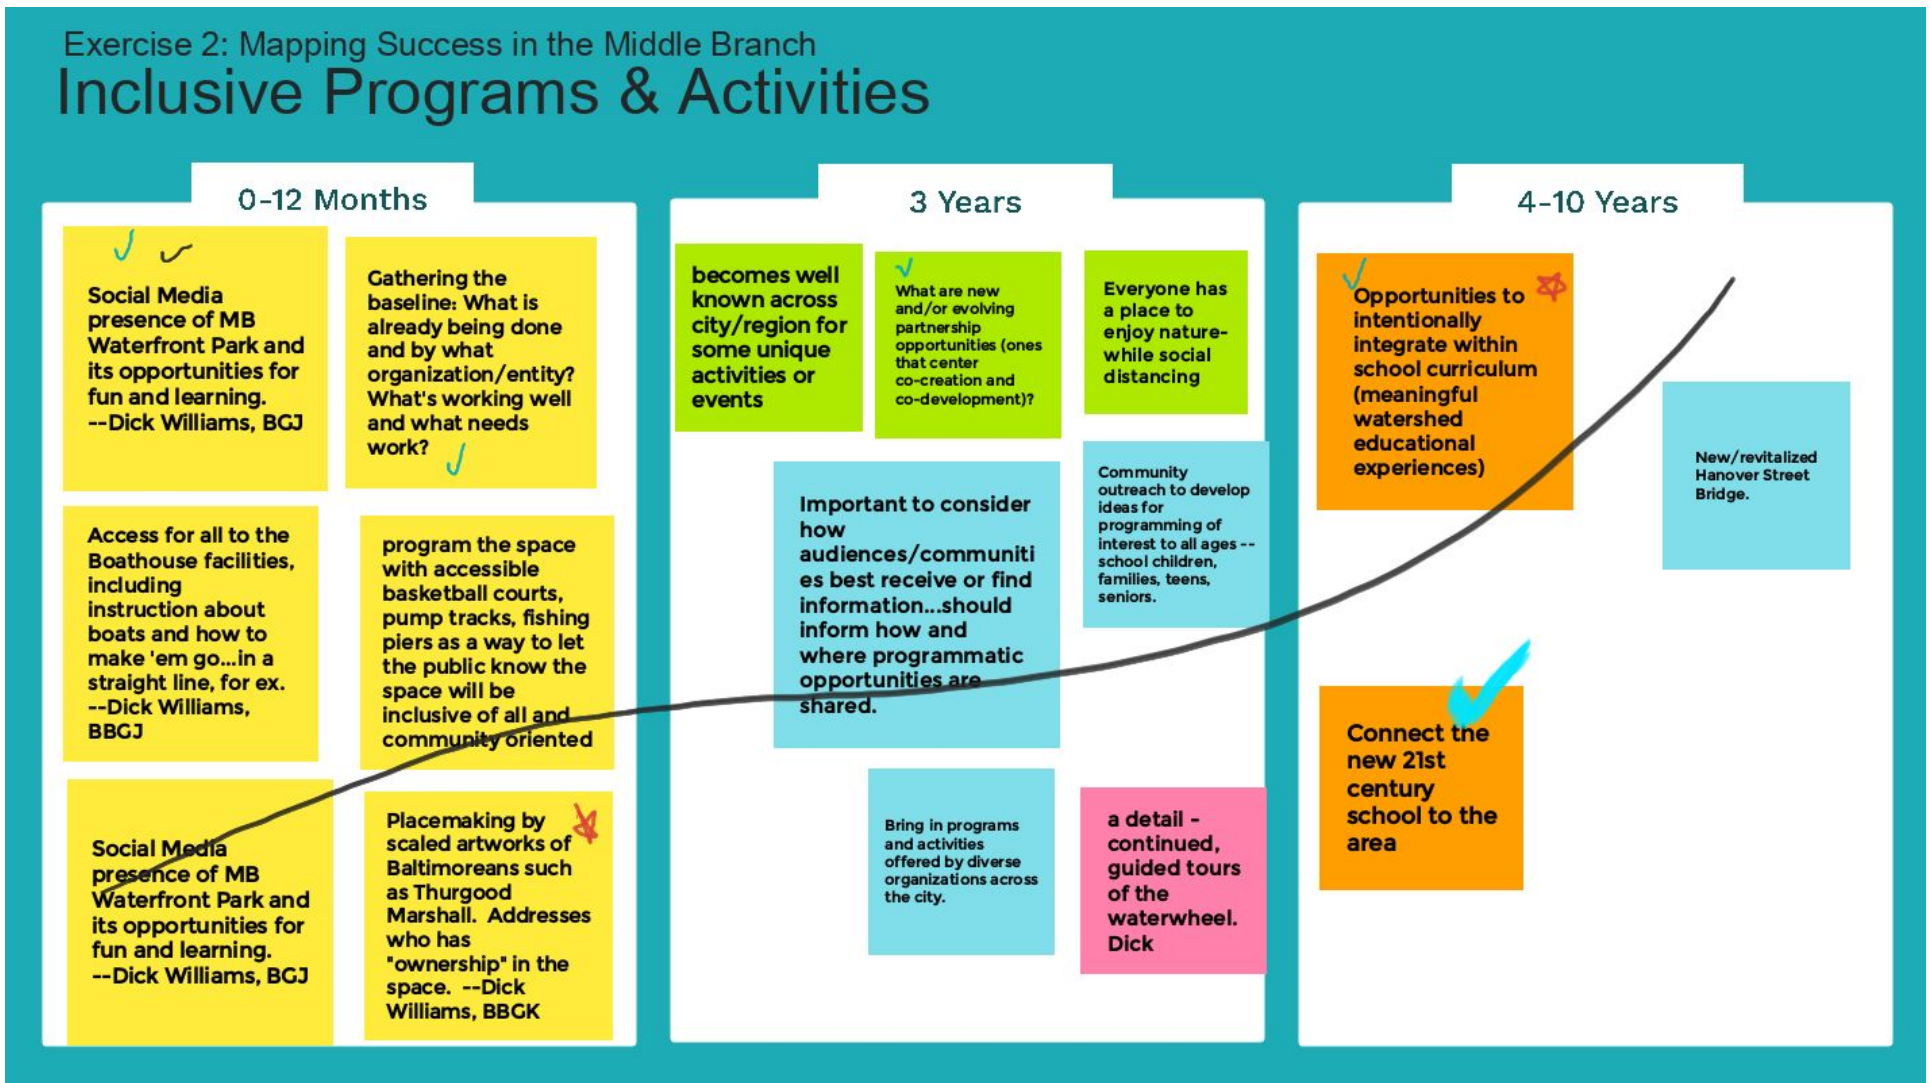 Exercise 2: Mapping Success in the Middle Branch
Inclusive Programs & Activities
0-12 Months
Social Media
presence of MB
Waterfront Park and
its opportunities for
fun and learning.
--Dick Williams, BGJ
Gathering the
baseline: What is
already being done
and by what
organization/entity?
What's working well
and what needs
work?
Access for all to the
Boathouse facilities,
including
instruction about
boats and how to
make 'em go...in a
straight line, for ex.
--Dick Williams,
BBGJ
program the space
with accessible
basketball courts,
pump tracks, fishing
piers as a way to let
the public know the
space will be
inclusive of all and
community oriented
Social Media
presence of MB
Waterfront Park and
its opportunities for
fun and learning.
--Dick Williams, BGJ
Placemaking by
scaled artworks of
Baltimoreans such
as Thurgood
Marshall. Addresses
who has
"ownership" in the
space. --Dick
Williams, BBGK
3 Years
becomes well
known across
city/region for
some unique
activities or
events
What are new
and/or evolving
partnership
opportunities (ones
that center
co-creation and
co-development)?
Everyone has
a place to
enjoy nature-
while social
distancing
Important to consider
how
audiences/communiti
es best receive or find
information...should
inform how and
where programmatic
opportunities are
shared.
Community
outreach to develop
ideas for
programming of
interest to all ages --
school children,
families, teens,
seniors.
Bring in programs
and activities
offered by diverse
organizations across
the city.
a detail -
continued,
guided tours
of the
waterwheel.
Dick
4-10 Years
Opportunities to
intentionally
integrate within
school curriculum
(meaningful
watershed
educational
experiences)
New/revitalized
Hanover Street
Bridge.
Connect the
new 21st
century
school to the
area